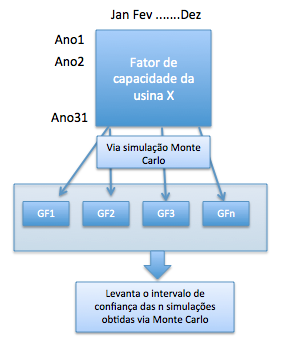 Jan Fev .......Dez
Ano1
Ano2
Fator de
capacidade da
usina X
Ano31
Via simulação Monte
Carlo
GF1 GF2 GF3 GFn
Levanta o intervalo de
confiança das n simulações
obtidas via Monte Carlo